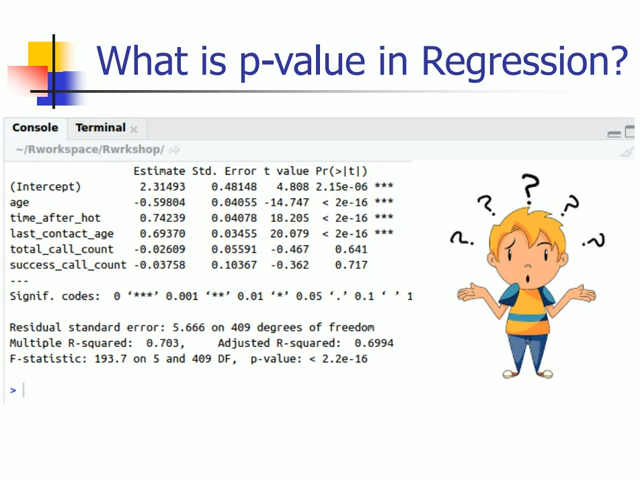 What is p-value in Regression?
Console Terminal
~/Rworkspace/Rwrkshop/
Estimate Std. Error t value Pr(>|t|)
(Intercept) 2.31493 0.48148 4.808 2.15e-06 ***
age -0.59804 0.04055 -14.747 < 2e-16 ***
time_after_hot 0.74239 0.04078 18.205 < 2e-16 ***
last_contact_age 0.69370 0.03455 20.079 < 2e-16 ***
total_call_count -0.02609 0.05591 -0.467 0.641
success_call_count -0.03758 0.10367 -0.362 0.717
---
Signif. codes: 0 ‘***’ 0.001 ‘**’ 0.01 ‘*’ 0.05 ‘.’ 0.1 ‘ ’ 1
Residual standard error: 5.666 on 409 degrees of freedom
Multiple R-squared: 0.703, Adjusted R-squared: 0.6994
F-statistic: 193.7 on 5 and 409 DF, p-value: < 2.2e-16
>
? ? ? ? ?